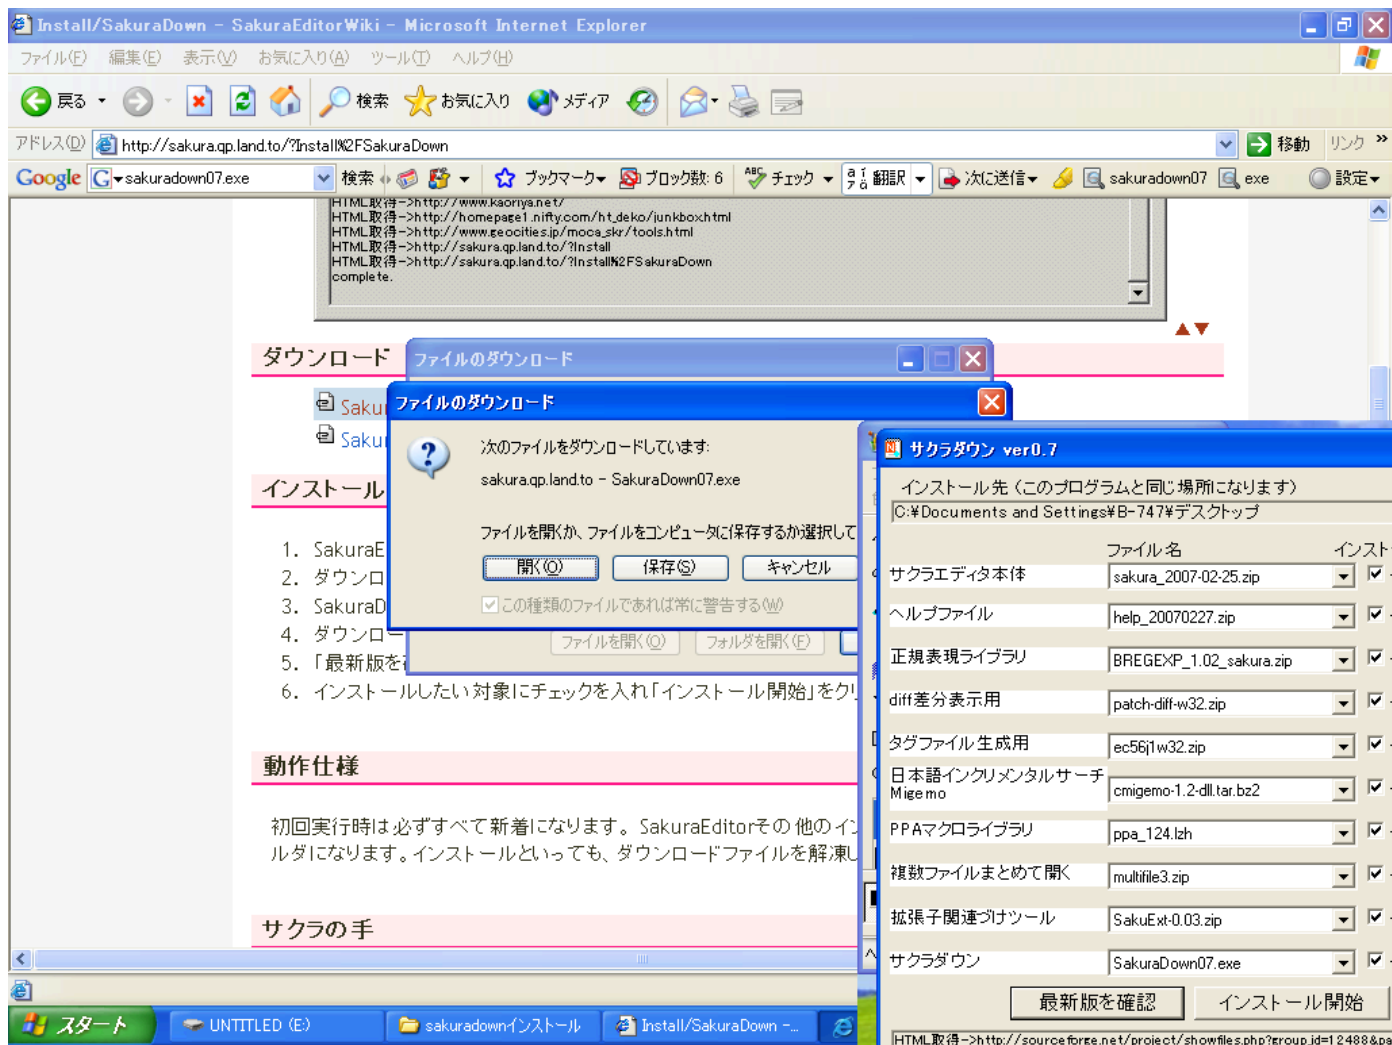 Install/SakuraDown - SakuraEditorWiki - Microsoft Internet Explorer
ファイル(F) 編集(E) 表示(V) お気に入り(A) ツール(T) ヘルプ(H)
戻る 検索 お気に入り メディア
アドレス(D) http://sakura.qp.land.to/?Install%2FSakuraDown 移動 リンク »
Google G sakuradown07.exe 検索 ブックマーク ブロック数: 6 ABC チェック 翻訳 次に送信 sakuradown07 exe 設定
HTML取得->http://www.kaoriya.net/
HTML取得->http://homepage1.nifty.com/ht_deko/junkbox.html
HTML取得->http://www.geocities.jp/moca_skr/tools.html
HTML取得->http://sakura.qp.land.to/?Install
HTML取得->http://sakura.qp.land.to/?Install%2FSakuraDown
complete.
▲▼
ダウンロード
Saku
Saku
ファイルのダウンロード
ファイルのダウンロード
次のファイルをダウンロードしています:
sakura.qp.land.to - SakuraDown07.exe
ファイルを開くか、ファイルをコンピュータに保存するか選択して
開く(O) 保存(S) キャンセル
この種類のファイルであれば常に警告する(W)
ファイルを開く(O) フォルダを開く(F)
インストール
1. SakuraE
2. ダウンロ
3. SakuraD
4. ダウンロー
5. 「最新版を
6. インストールしたい対象にチェックを入れ「インストール開始」をク
動作仕様
初回実行時は必ずすべて新着になります。SakuraEditorその他のイン
ルダになります。インストールといっても、ダウンロードファイルを解凍し
サクラの手
サクラダウン ver0.7
インストール先（このプログラムと同じ場所になります）
C:¥Documents and Settings¥B-747¥デスクトップ
ファイル名 インスト
サクラエディタ本体 sakura_2007-02-25.zip
ヘルプファイル help_20070227.zip
正規表現ライブラリ BREGEXP_1.02_sakura.zip
diff差分表示用 patch-diff-w32.zip
タグファイル生成用 ec56j1w32.zip
日本語インクリメンタルサーチ
Migemo cmigemo-1.2-dll.tar.bz2
PPAマクロライブラリ ppa_124.lzh
複数ファイルまとめて開く multifile3.zip
拡張子関連づけツール SakuExt-0.03.zip
サクラダウン SakuraDown07.exe
最新版を確認 インストール開始
HTML取得->http://sourceforge.net/project/showfiles.php?group_id=12488&pa
スタート UNTITLED (E:) sakuradownインストール Install/SakuraDown -...